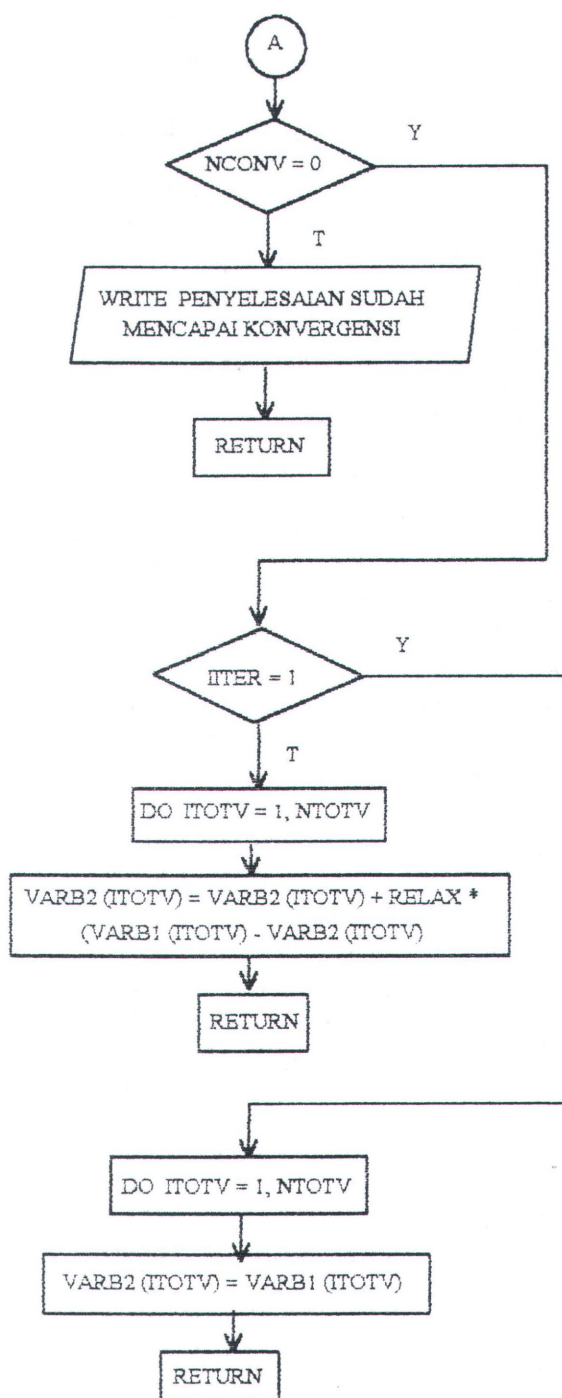 A
NCONV = 0
Y
T
WRITE PENYELESAIAN SUDAH
MENCAPAI KONVERGENSI
RETURN
IITER = 1
Y
T
DO ITOTV = 1, NTOTV
VARB2 (ITOTV) = VARB2 (ITOTV) + RELAX *
(VARB1 (ITOTV) - VARB2 (ITOTV)
RETURN
DO ITOTV = 1, NTOTV
VARB2 (ITOTV) = VARB1 (ITOTV)
RETURN